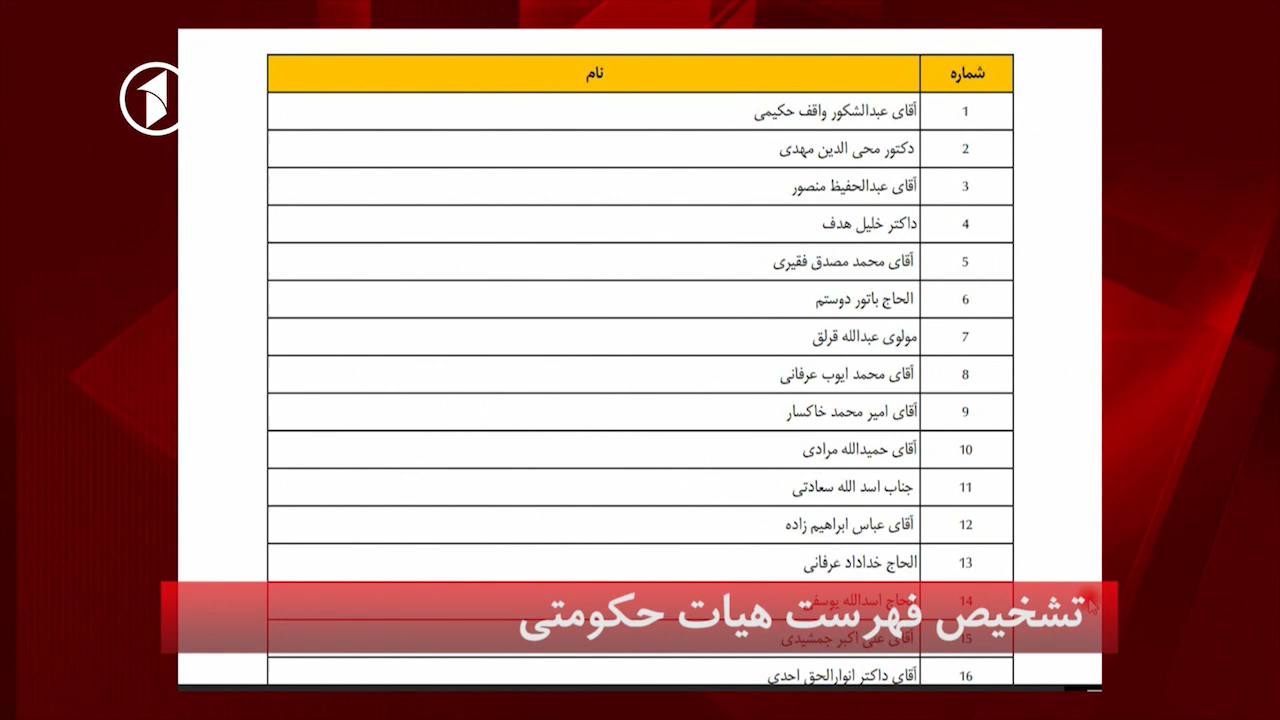 شماره نام
1 آقای عبدالشکور واقف حکیمی
2 دکتور محی الدین مهدی
3 آقای عبدالحفیظ منصور
4 داکتر خلیل هدف
5 آقای محمد مصدق فقیری
6 الحاج باتور دوستم
7 مولوی عبدالله قرلق
8 آقای محمد ایوب عرفانی
9 آقای امیر محمد خاکسار
10 آقای حمیدالله مرادی
11 جناب اسد الله سعادتی
12 آقای عباس ابراهیم زاده
13 الحاج خداداد عرفانی
14 الحاج اسدالله یوسفی
15 آقای علی اکبر جمشیدی
16 آقای داکتر انوارالحق احدی
تشخیص فهرست هیات حکومتی